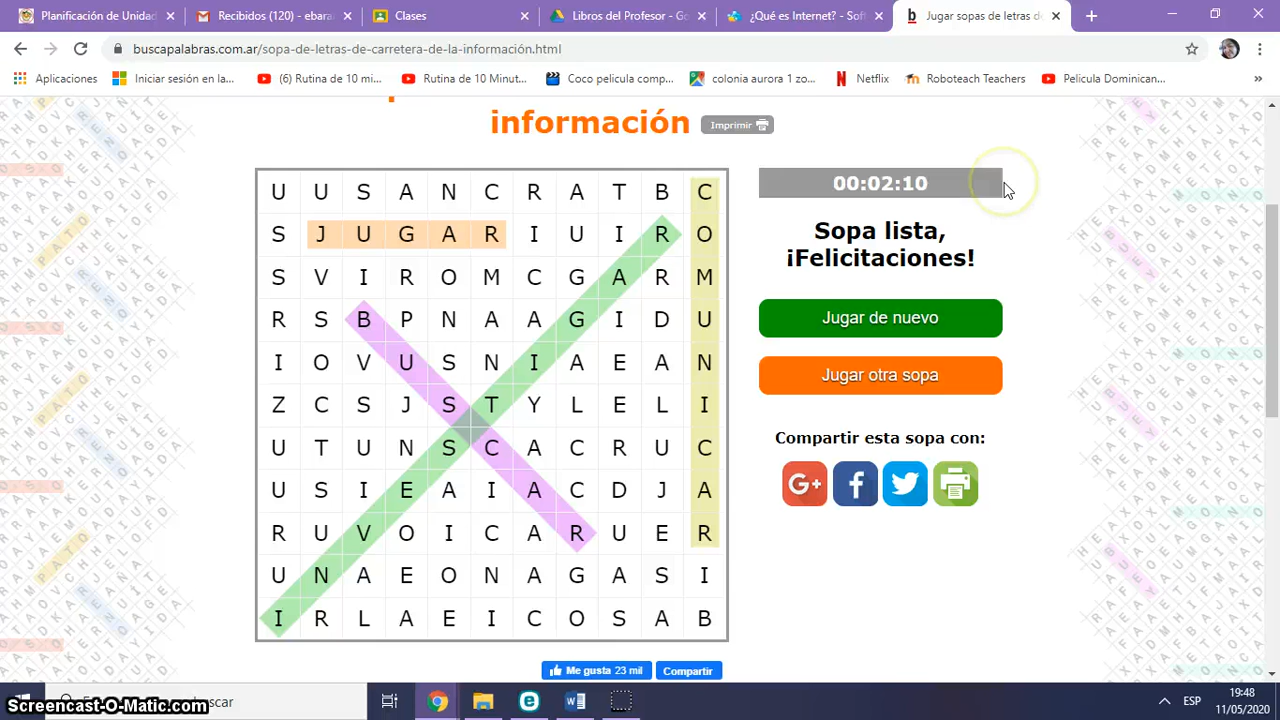 Planificación de Unidad
Recibidos (120) - ebara
Clases
Libros del Profesor - Go
¿Qué es Internet? - Soft
Jugar sopas de letras de
buscapalabras.com.ar/sopa-de-letras-de-carretera-de-la-información.html
Aplicaciones
Iniciar sesión en la...
(6) Rutina de 10 mi...
Rutina de 10 Minut...
Coco pelicula comp...
colonia aurora 1 zo...
Netflix
Roboteach Teachers
Pelicula Dominican...
»
información
Imprimir
U U S A N C R A T B C
S J U G A R I U I R O
S V I R O M C G A R M
R S B P N A A G I D U
I O V U S N I A E A N
Z C S J S T Y L E L I
U T U N S C A C R U C
U S I E A I A C D J A
R U V O I C A R U E R
U N A E O N A G A S I
I R L A E I C O S A B
00:02:10
Sopa lista,
¡Felicitaciones!
Jugar de nuevo
Jugar otra sopa
Compartir esta sopa con:
Me gusta 23 mil
Compartir
buscar
ESP
19:48
11/05/2020
Screencast-O-Matic.com